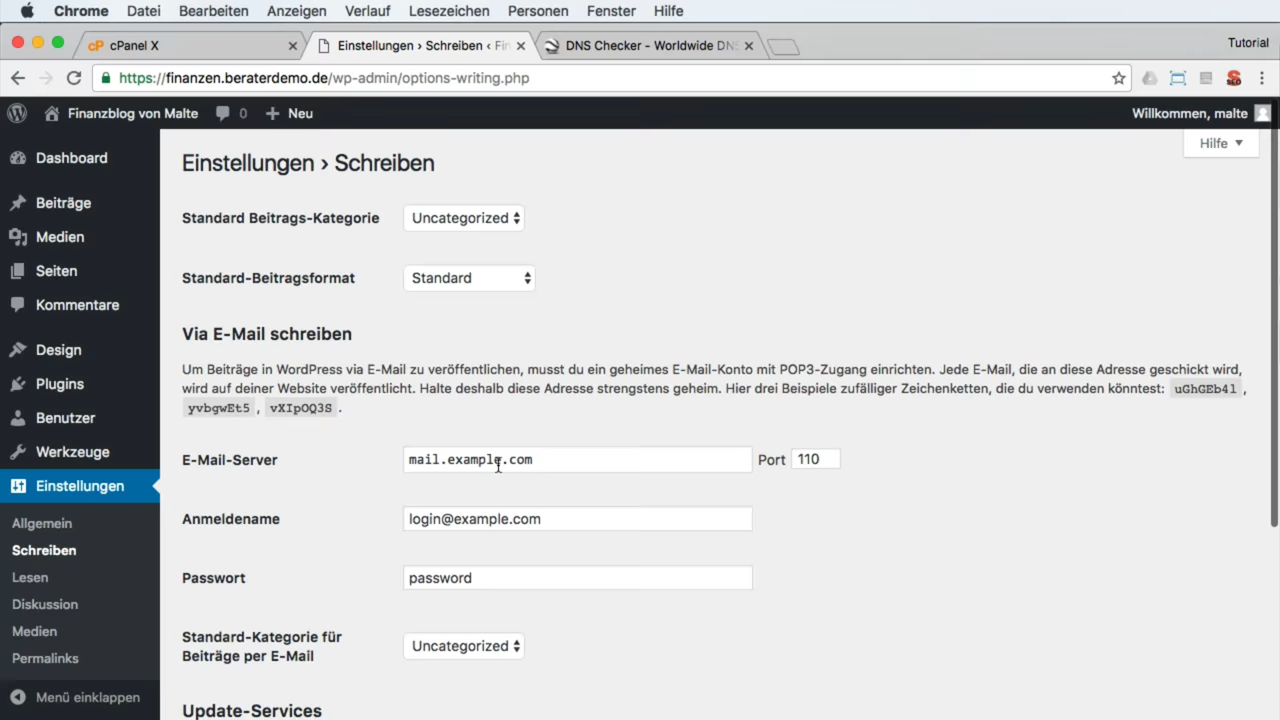 Chrome Datei Bearbeiten Anzeigen Verlauf Lesezeichen Personen Fenster Hilfe
cP cPanel X
Einstellungen › Schreiben ‹ Fin
DNS Checker - Worldwide DN
Tutorial
https://finanzen.beraterdemo.de/wp-admin/options-writing.php
Finanzblog von Malte 0 + Neu
Willkommen, malte
Hilfe
Dashboard
Beiträge
Medien
Seiten
Kommentare
Design
Plugins
Benutzer
Werkzeuge
Einstellungen
Allgemein
Schreiben
Lesen
Diskussion
Medien
Permalinks
Menü einklappen
Einstellungen › Schreiben
Standard Beitrags-Kategorie Uncategorized
Standard-Beitragsformat Standard
Via E-Mail schreiben
Um Beiträge in WordPress via E-Mail zu veröffentlichen, musst du ein geheimes E-Mail-Konto mit POP3-Zugang einrichten. Jede E-Mail, die an diese Adresse geschickt wird,
wird auf deiner Website veröffentlicht. Halte deshalb diese Adresse strengstens geheim. Hier drei Beispiele zufälliger Zeichenketten, die du verwenden könntest: uGhGEb4l ,
yvbgwEt5 , vXIpOQ3S .
E-Mail-Server mail.example.com Port 110
Anmeldename login@example.com
Passwort password
Standard-Kategorie für
Beiträge per E-Mail Uncategorized
Update-Services